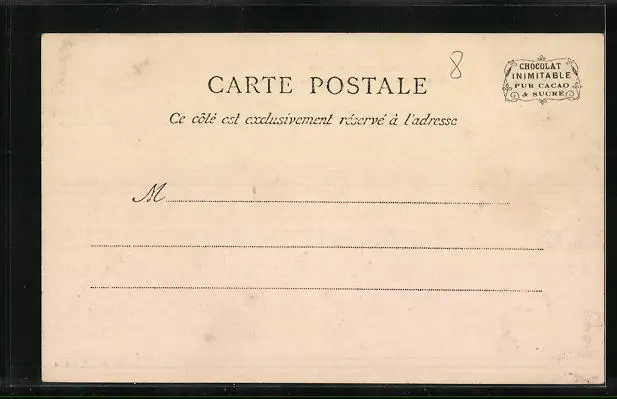 8
CHOCOLAT
INIMITABLE
PUR CACAO
& SUCRE
CARTE POSTALE
Ce côté est exclusivement réservé à l'adresse
M